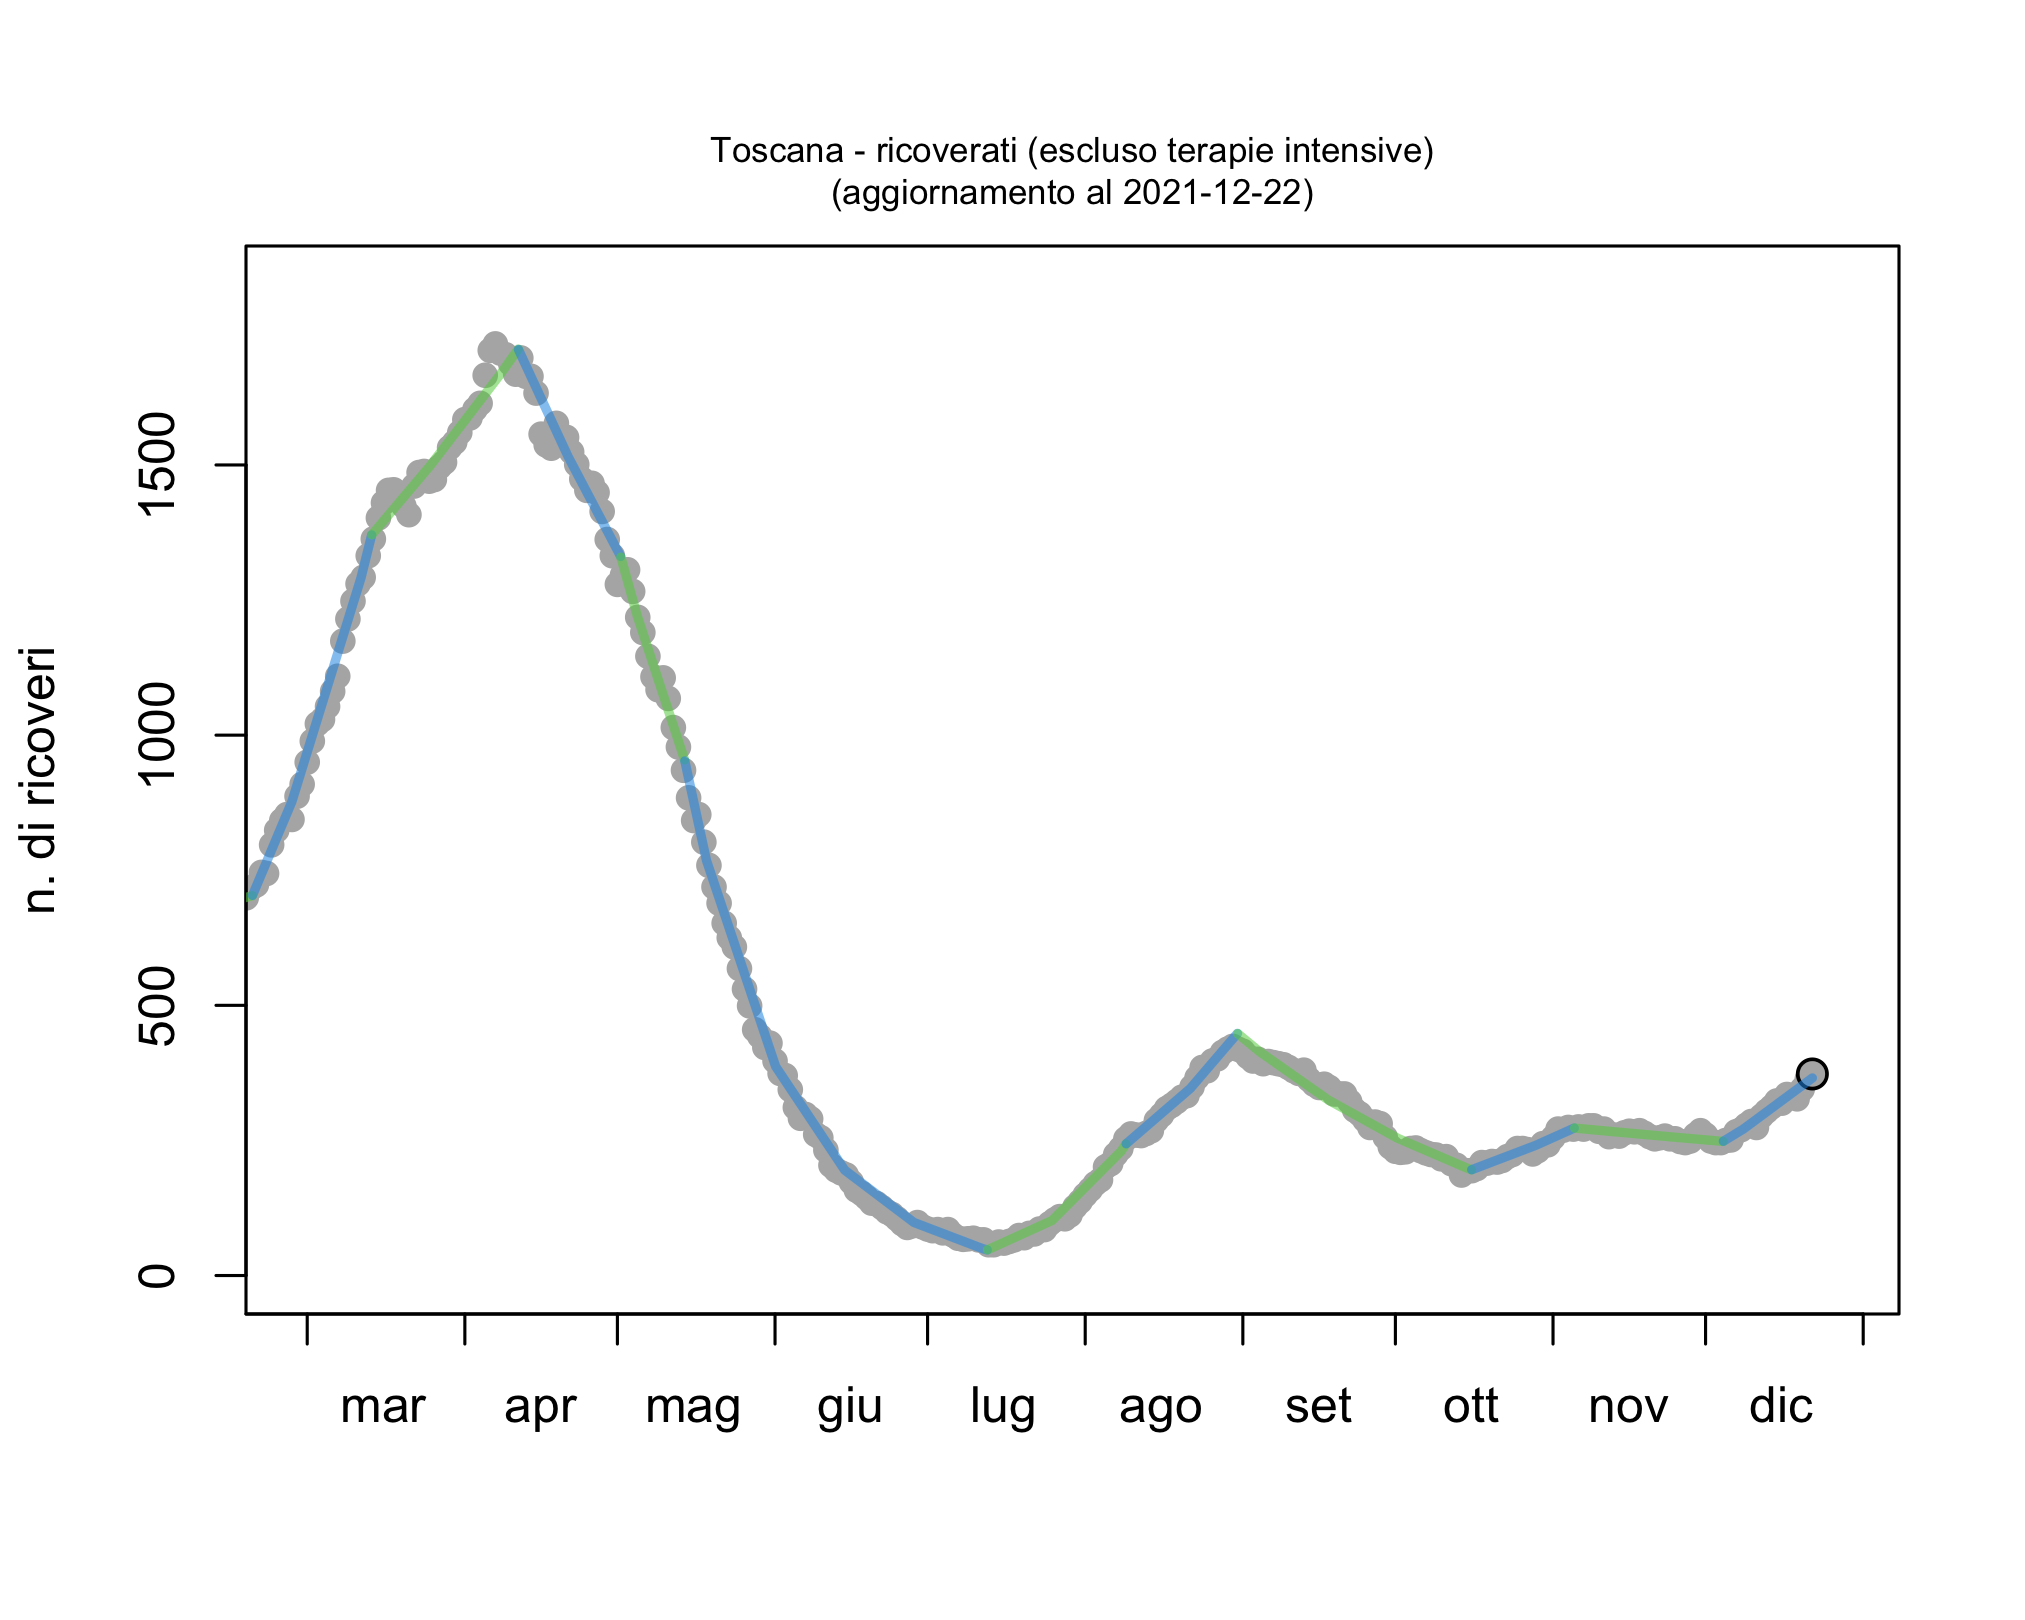 Toscana - ricoverati (escluso terapie intensive)
(aggiornamento al 2021-12-22)
n. di ricoveri
1500
1000
500
0
mar apr mag giu lug ago set ott nov dic